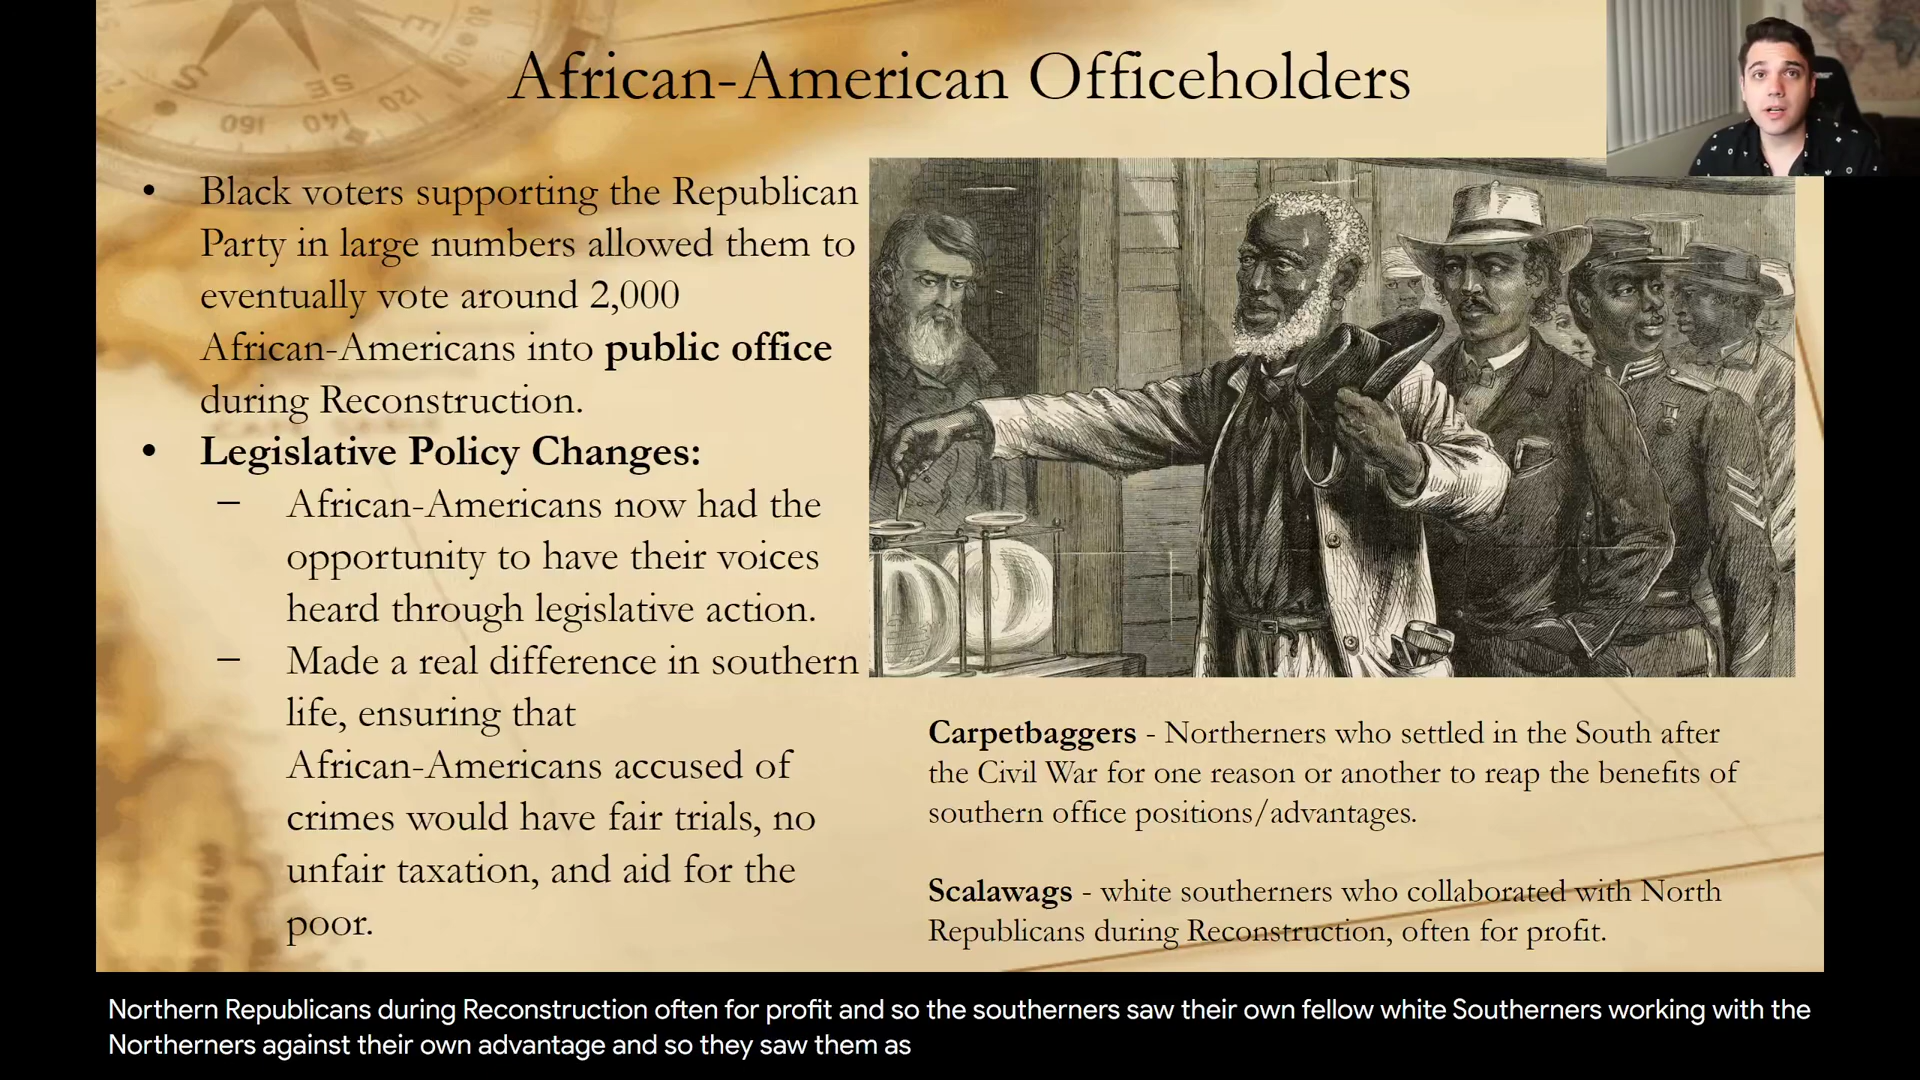 African-American Officeholders
• Black voters supporting the Republican
Party in large numbers allowed them to
eventually vote around 2,000
African-Americans into public office
during Reconstruction.
• Legislative Policy Changes:
– African-Americans now had the
opportunity to have their voices
heard through legislative action.
– Made a real difference in southern
life, ensuring that
African-Americans accused of
crimes would have fair trials, no
unfair taxation, and aid for the
poor.
Carpetbaggers - Northerners who settled in the South after
the Civil War for one reason or another to reap the benefits of
southern office positions/advantages.
Scalawags - white southerners who collaborated with North
Republicans during Reconstruction, often for profit.
Northern Republicans during Reconstruction often for profit and so the southerners saw their own fellow white Southerners working with the
Northerners against their own advantage and so they saw them as
S
SE
160
140
120